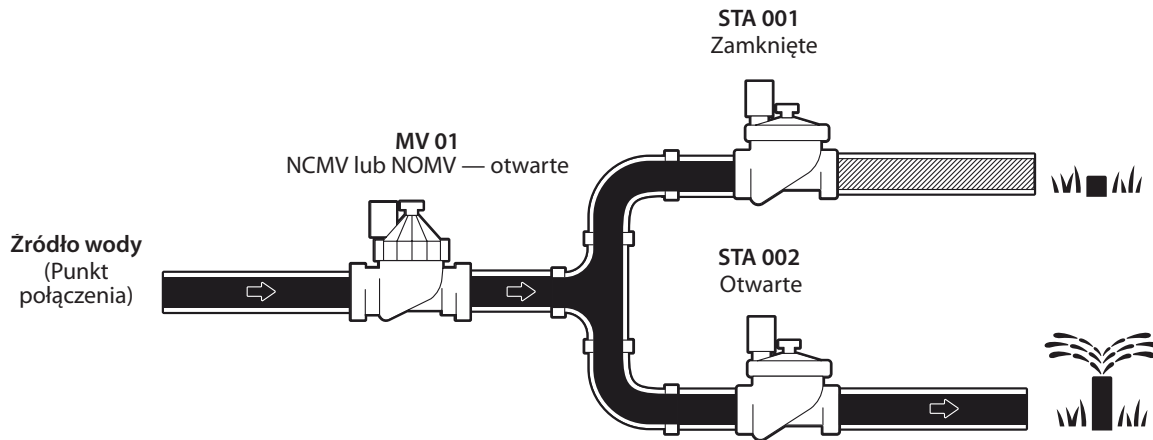 STA 001
Zamknięte
MV 01
NCMV lub NOMV — otwarte
Źródło wody
(Punkt
połączenia)
STA 002
Otwarte